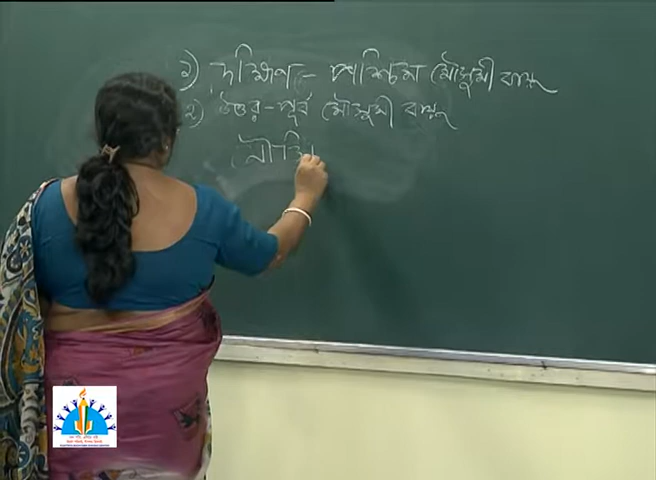 ১) দক্ষিণ - পশ্চিম মৌসুমী বায়ু
২) উত্তর - পূর্ব মৌসুমী বায়ু